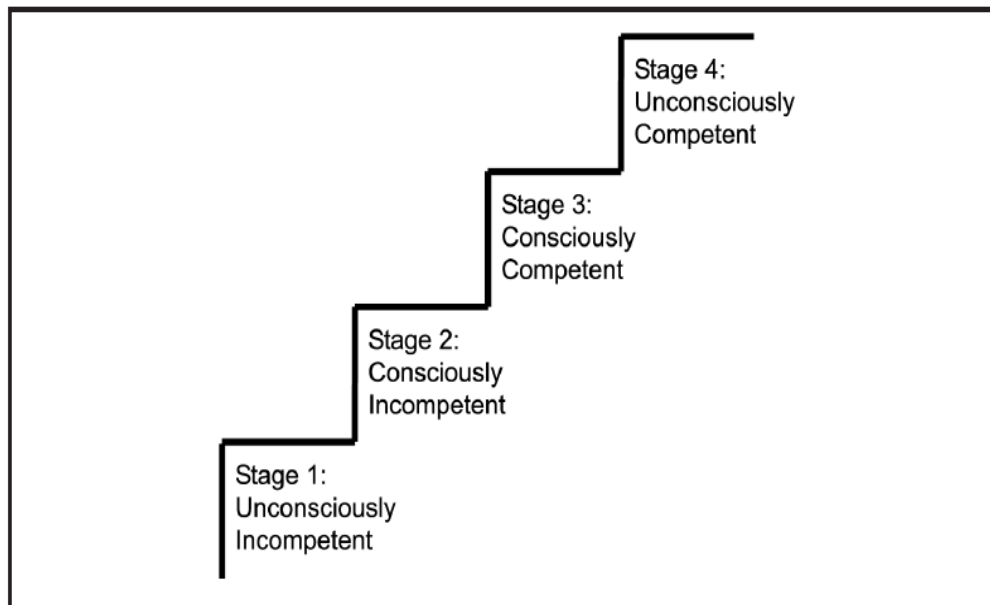 Stage 4:
Unconsciously
Competent
Stage 3:
Consciously
Competent
Stage 2:
Consciously
Incompetent
Stage 1:
Unconsciously
Incompetent